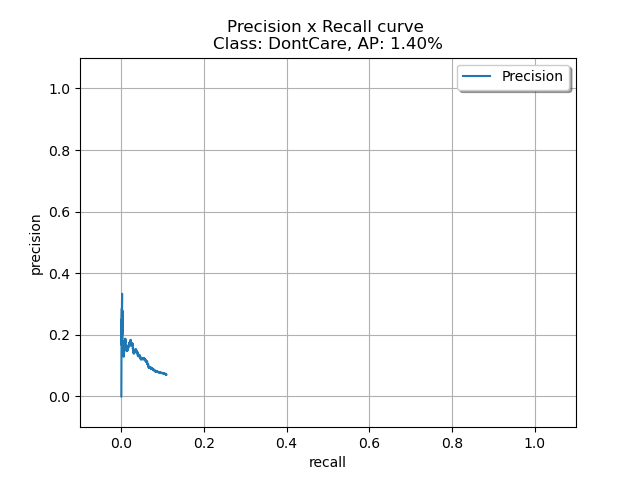 Precision x Recall curve
Class: DontCare, AP: 1.40%
Precision
1.0
0.8
0.6
0.4
0.2
0.0
precision
0.0 0.2 0.4 0.6 0.8 1.0
recall